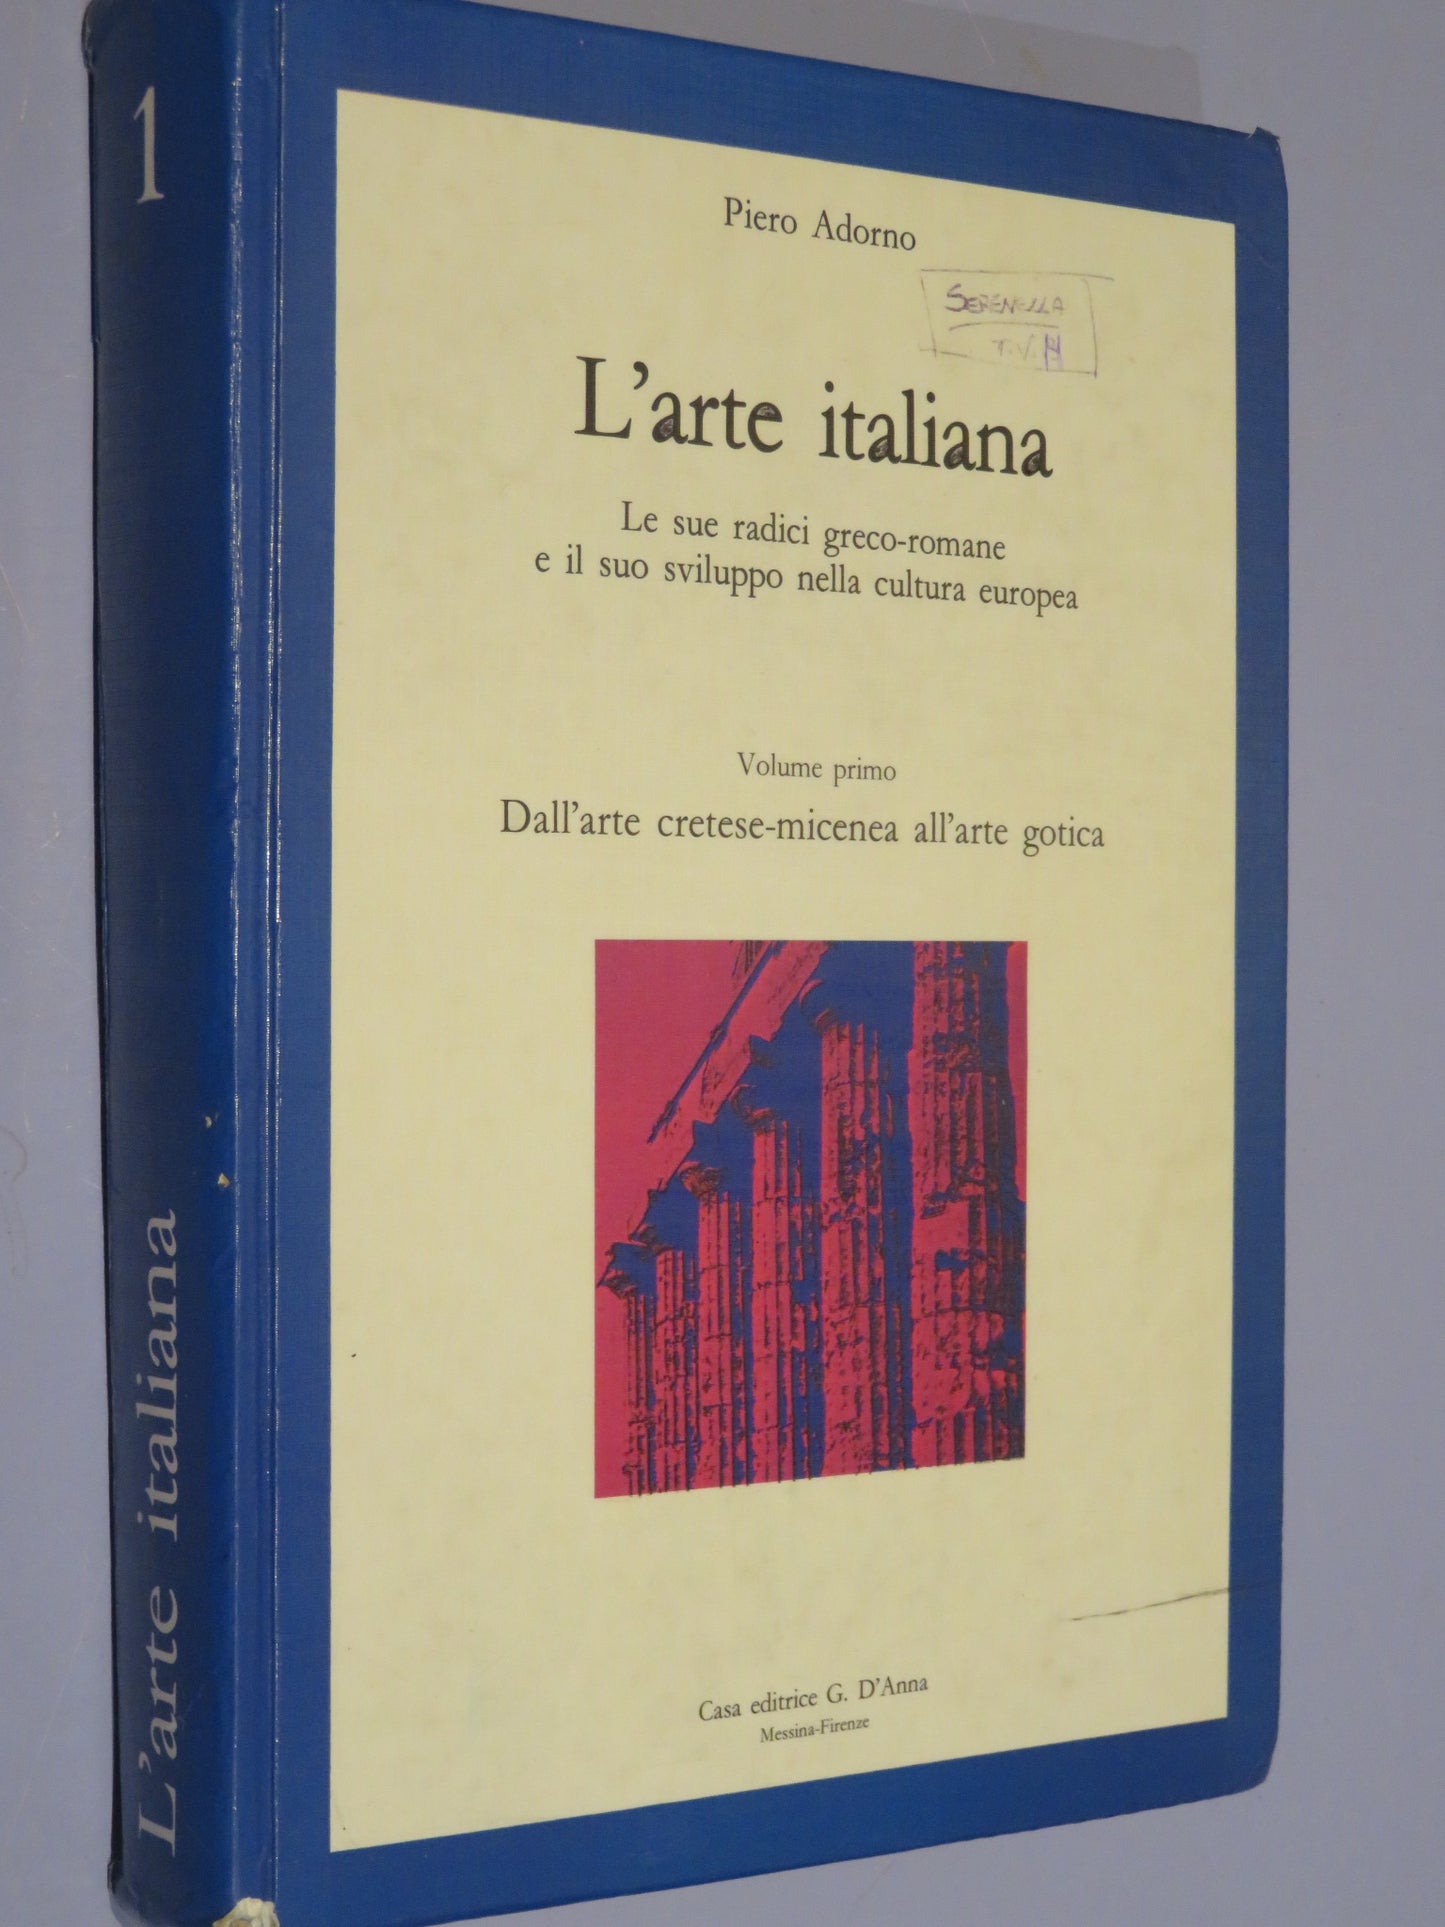 1
L'arte italiana
Piero Adorno
SERENELLA
T.V.H
L'arte italiana
Le sue radici greco-romane
e il suo sviluppo nella cultura europea
Volume primo
Dall'arte cretese-micenea all'arte gotica
Casa editrice G. D'Anna
Messina-Firenze